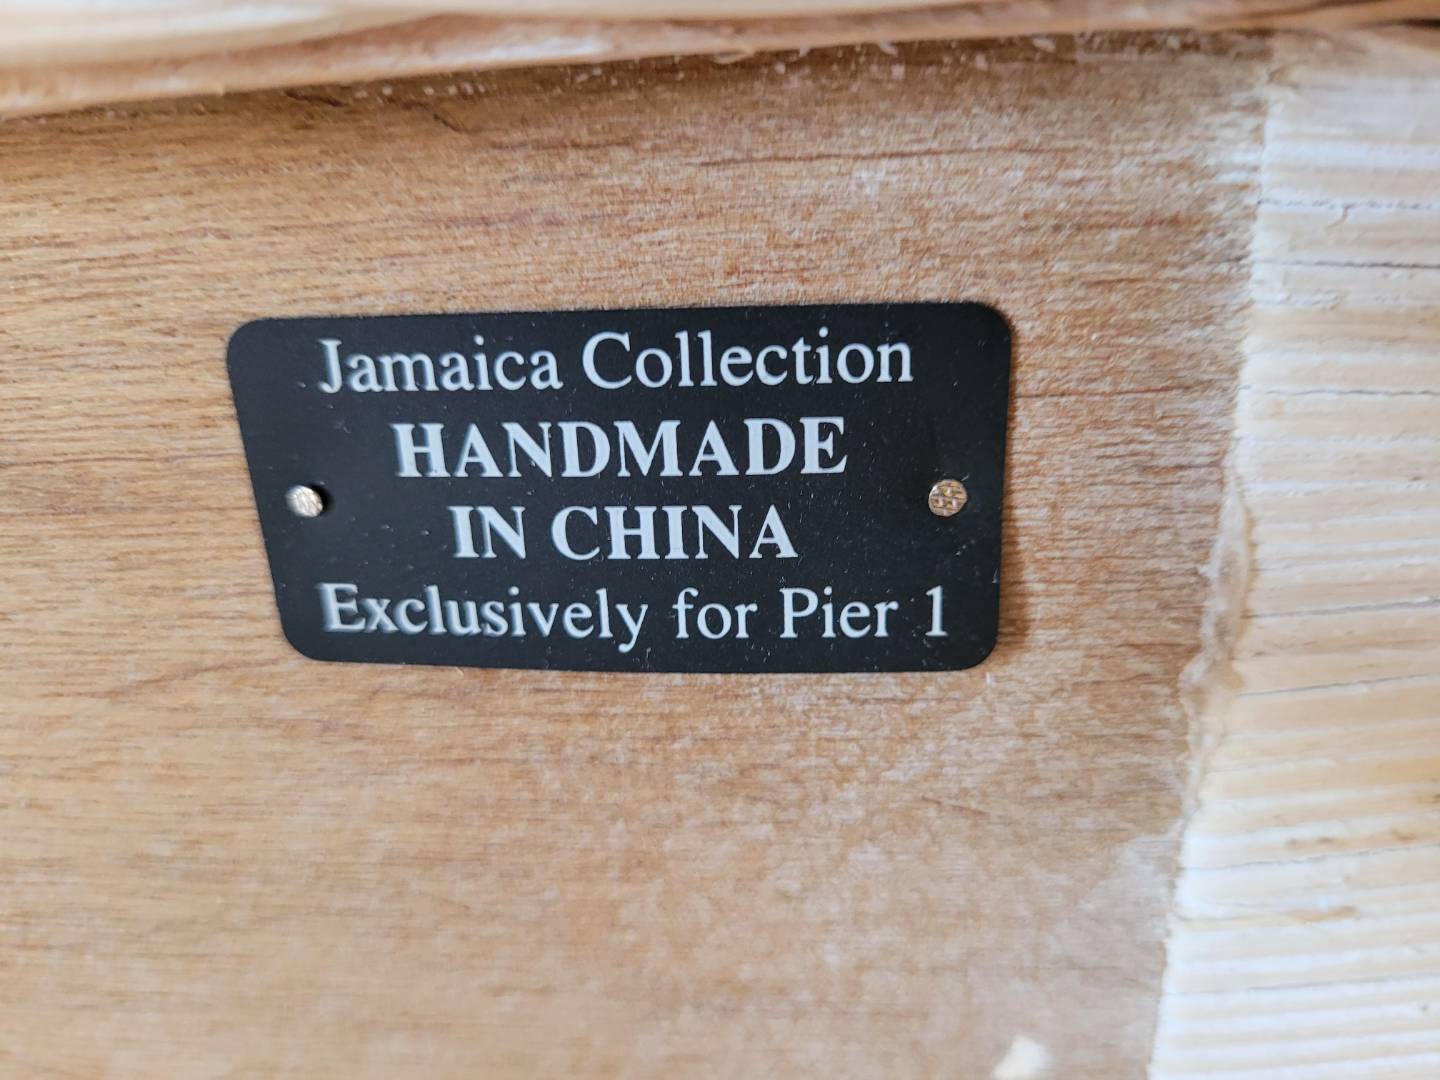 Jamaica Collection
HANDMADE
IN CHINA
Exclusively for Pier 1